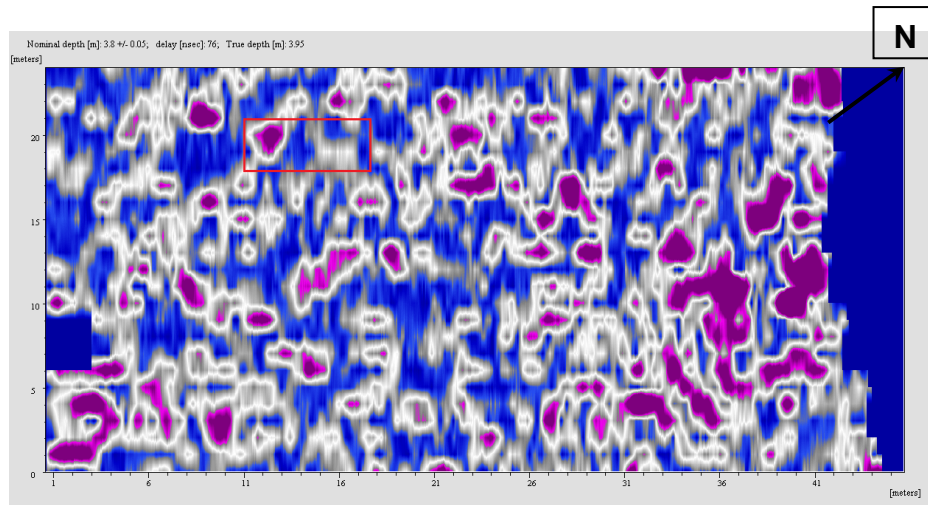 N
Nominal depth [m]: 3.8 +/- 0.05; delay [nsec]: 76; True depth [m]: 3.95
[meters]
20
15
10
5
0
1 6 11 16 21 26 31 36 41
[meters]